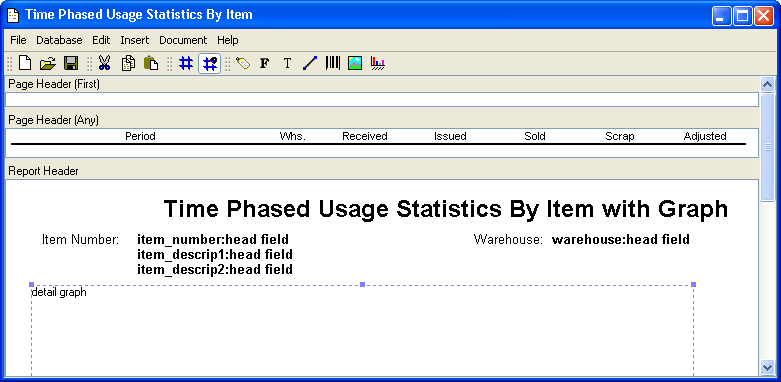 Time Phased Usage Statistics By Item
File Database Edit Insert Document Help
F T
Page Header (First)
Page Header (Any)
Period Whs. Received Issued Sold Scrap Adjusted
Report Header
Time Phased Usage Statistics By Item with Graph
Item Number: item_number:head field Warehouse: warehouse:head field
item_descrip1:head field
item_descrip2:head field
detail graph